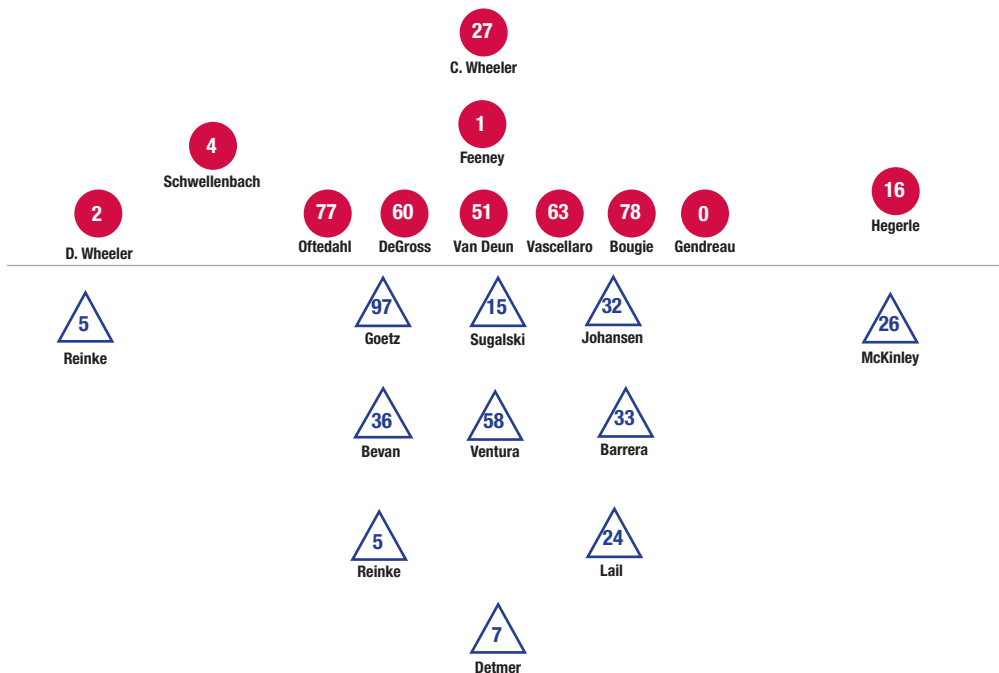 27
C. Wheeler
1
Feeney
4
Schwellenbach
16
Hegerle
2
D. Wheeler
77
Oftedahl
60
DeGross
51
Van Deun
63
Vascellaro
78
Bougie
0
Gendreau
5
Reinke
97
Goetz
15
Sugalski
32
Johansen
26
McKinley
36
Bevan
58
Ventura
33
Barrera
5
Reinke
24
Lail
7
Detmer